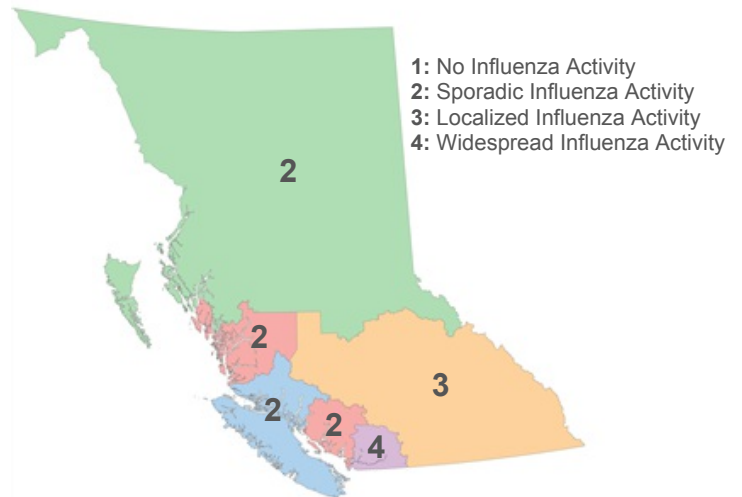 1: No Influenza Activity
2: Sporadic Influenza Activity
3: Localized Influenza Activity
4: Widespread Influenza Activity
2
2
3
2
2
4